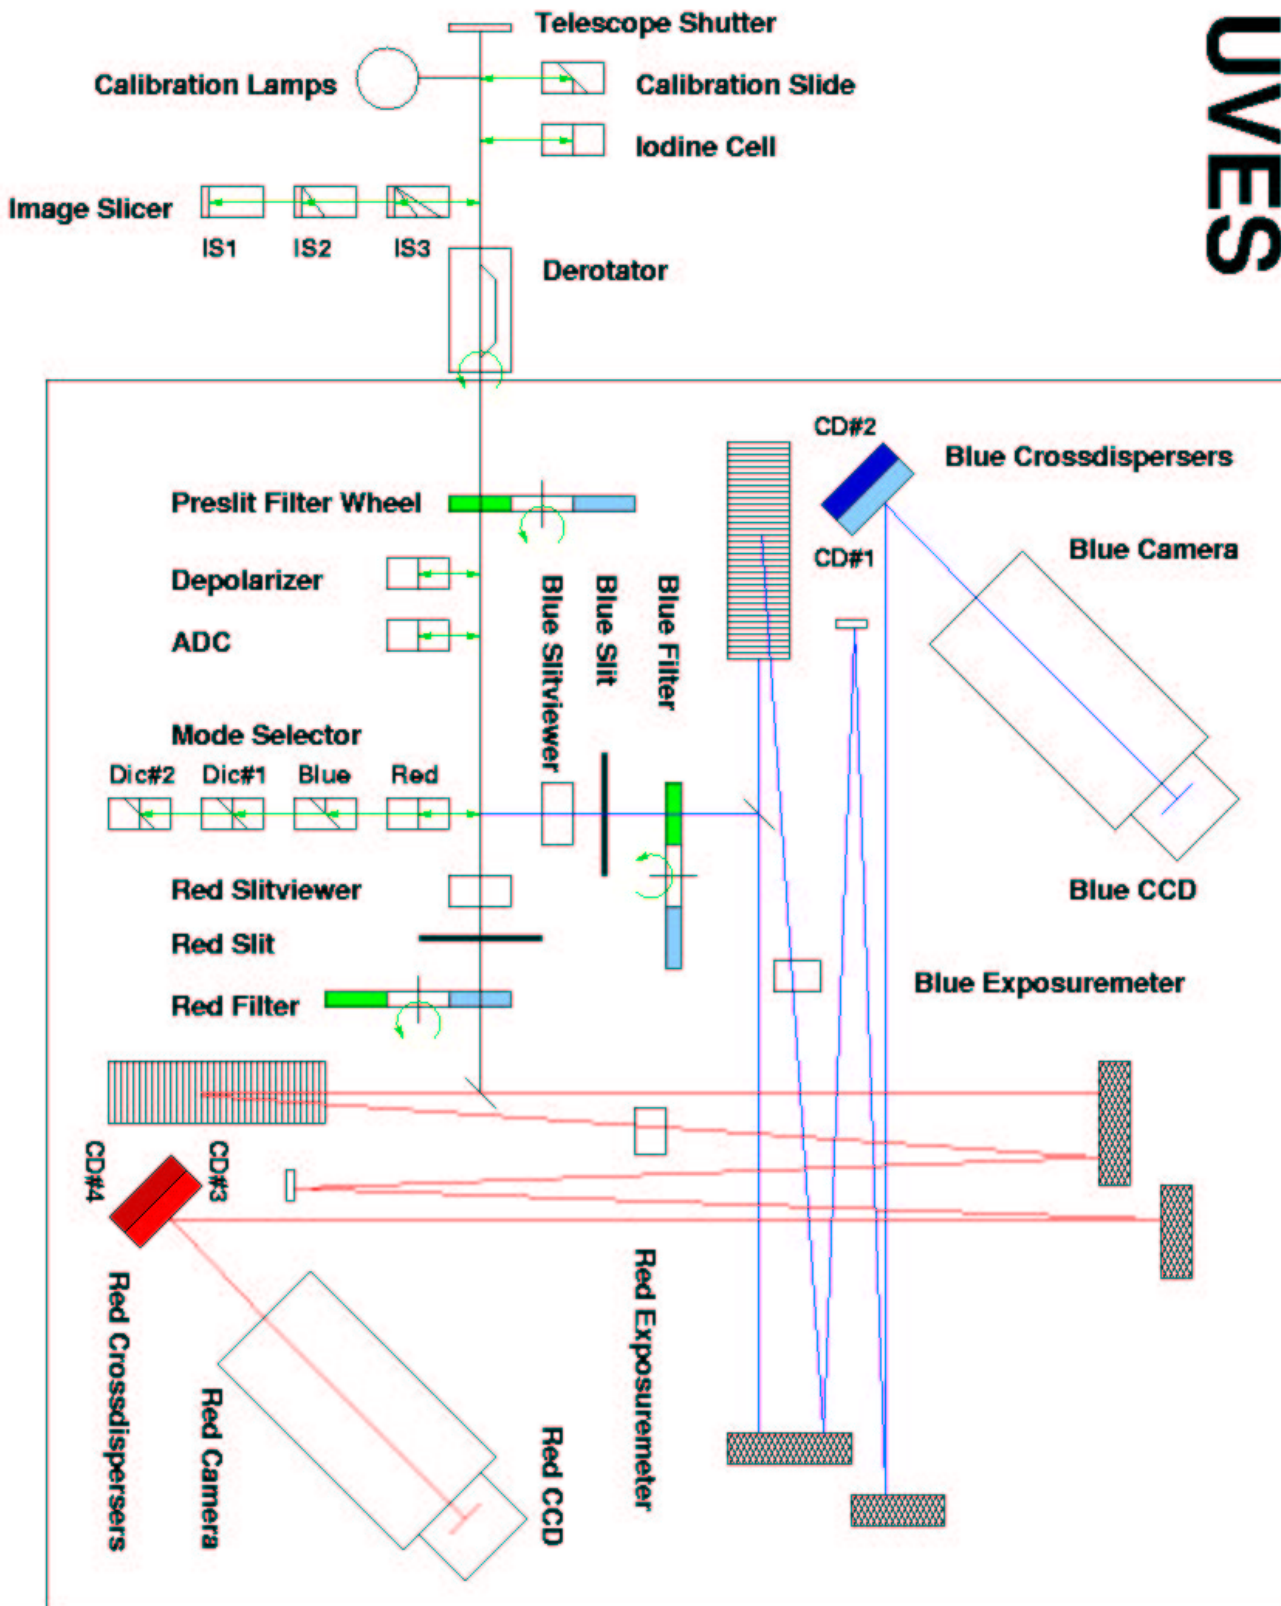 UVES
Telescope Shutter
Calibration Lamps
Calibration Slide
Iodine Cell
Image Slicer
IS1
IS2
IS3
Derotator
CD#2
Blue Crossdispersers
Preslit Filter Wheel
CD#1
Blue Camera
Depolarizer
ADC
Blue Slitviewer
Blue Slit
Blue Filter
Mode Selector
Dic#2
Dic#1
Blue
Red
Red Slitviewer
Blue CCD
Red Slit
Blue Exposuremeter
Red Filter
CD#4
CD#3
Red Crossdispersers
Red Camera
Red CCD
Red Exposuremeter